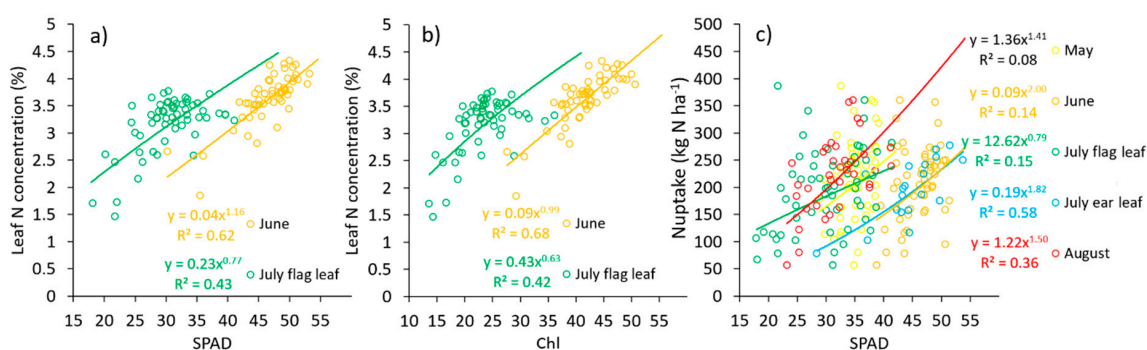 a)
Leaf N concentration (%)
5
4.5
4
3.5
3
2.5
2
1.5
1
0.5
0
15 20 25 30 35 40 45 50 55
SPAD
y = 0.04x^1.16
R² = 0.62
June
y = 0.23x^0.77
R² = 0.43
July flag leaf
b)
Leaf N concentration (%)
5
4.5
4
3.5
3
2.5
2
1.5
1
0.5
0
10 15 20 25 30 35 40 45 50 55
Chl
y = 0.09x^0.99
R² = 0.68
June
y = 0.43x^0.63
R² = 0.42
July flag leaf
c)
Nuptake (kg N ha⁻¹)
500
450
400
350
300
250
200
150
100
50
0
15 20 25 30 35 40 45 50 55
SPAD
y = 1.36x^1.41
R² = 0.08
May
y = 0.09x^2.00
R² = 0.14
June
y = 12.62x^0.79
R² = 0.15
July flag leaf
y = 0.19x^1.82
R² = 0.58
July ear leaf
y = 1.22x^1.50
R² = 0.36
August